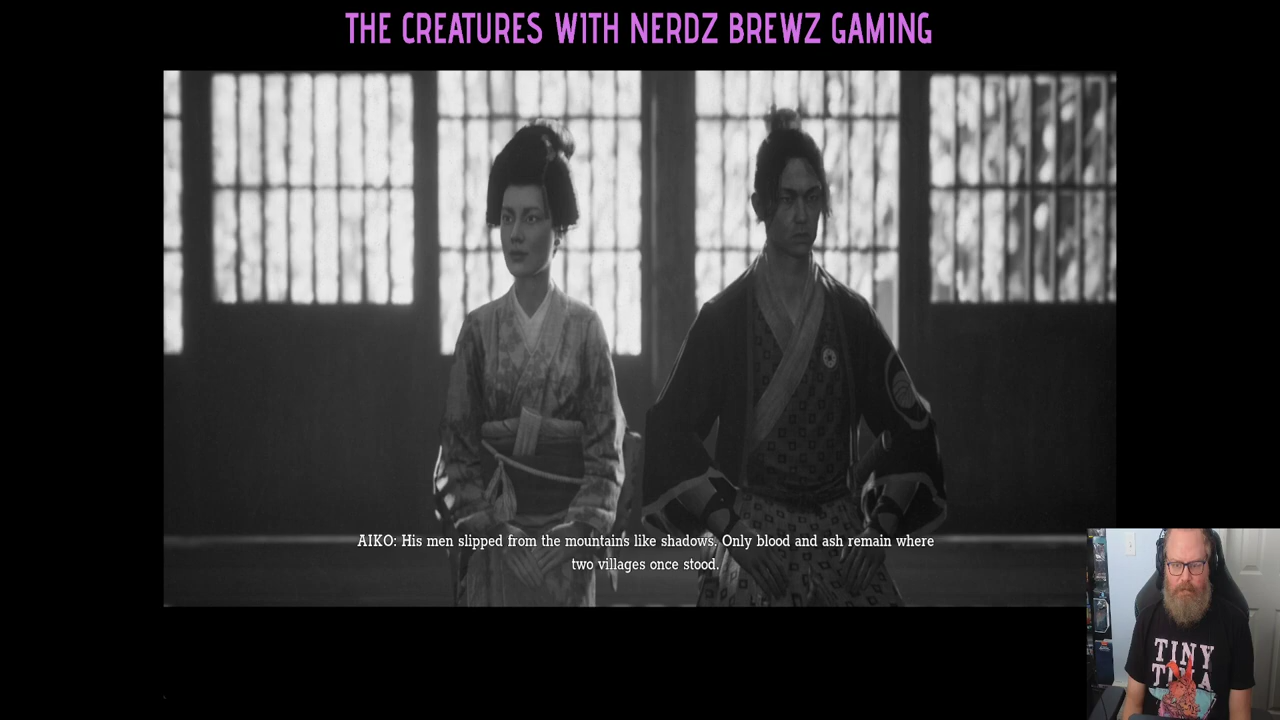 THE CREATURES WITH NERDZ BREWZ GAMING
AIKO: His men slipped from the mountains like shadows. Only blood and ash remain where
two villages once stood.
TINY
TINA